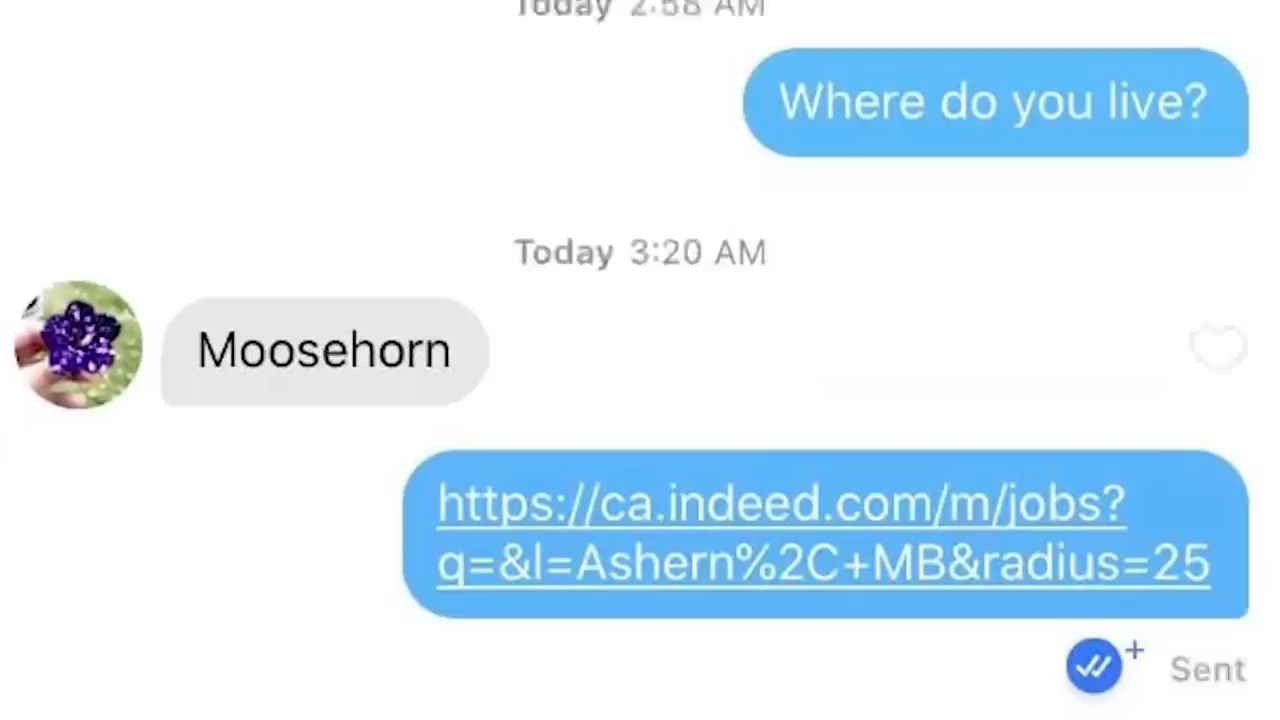 Today 2:58 AM
Where do you live?
Today 3:20 AM
Moosehorn
https://ca.indeed.com/m/jobs?
q=&l=Ashern%2C+MB&radius=25
Sent